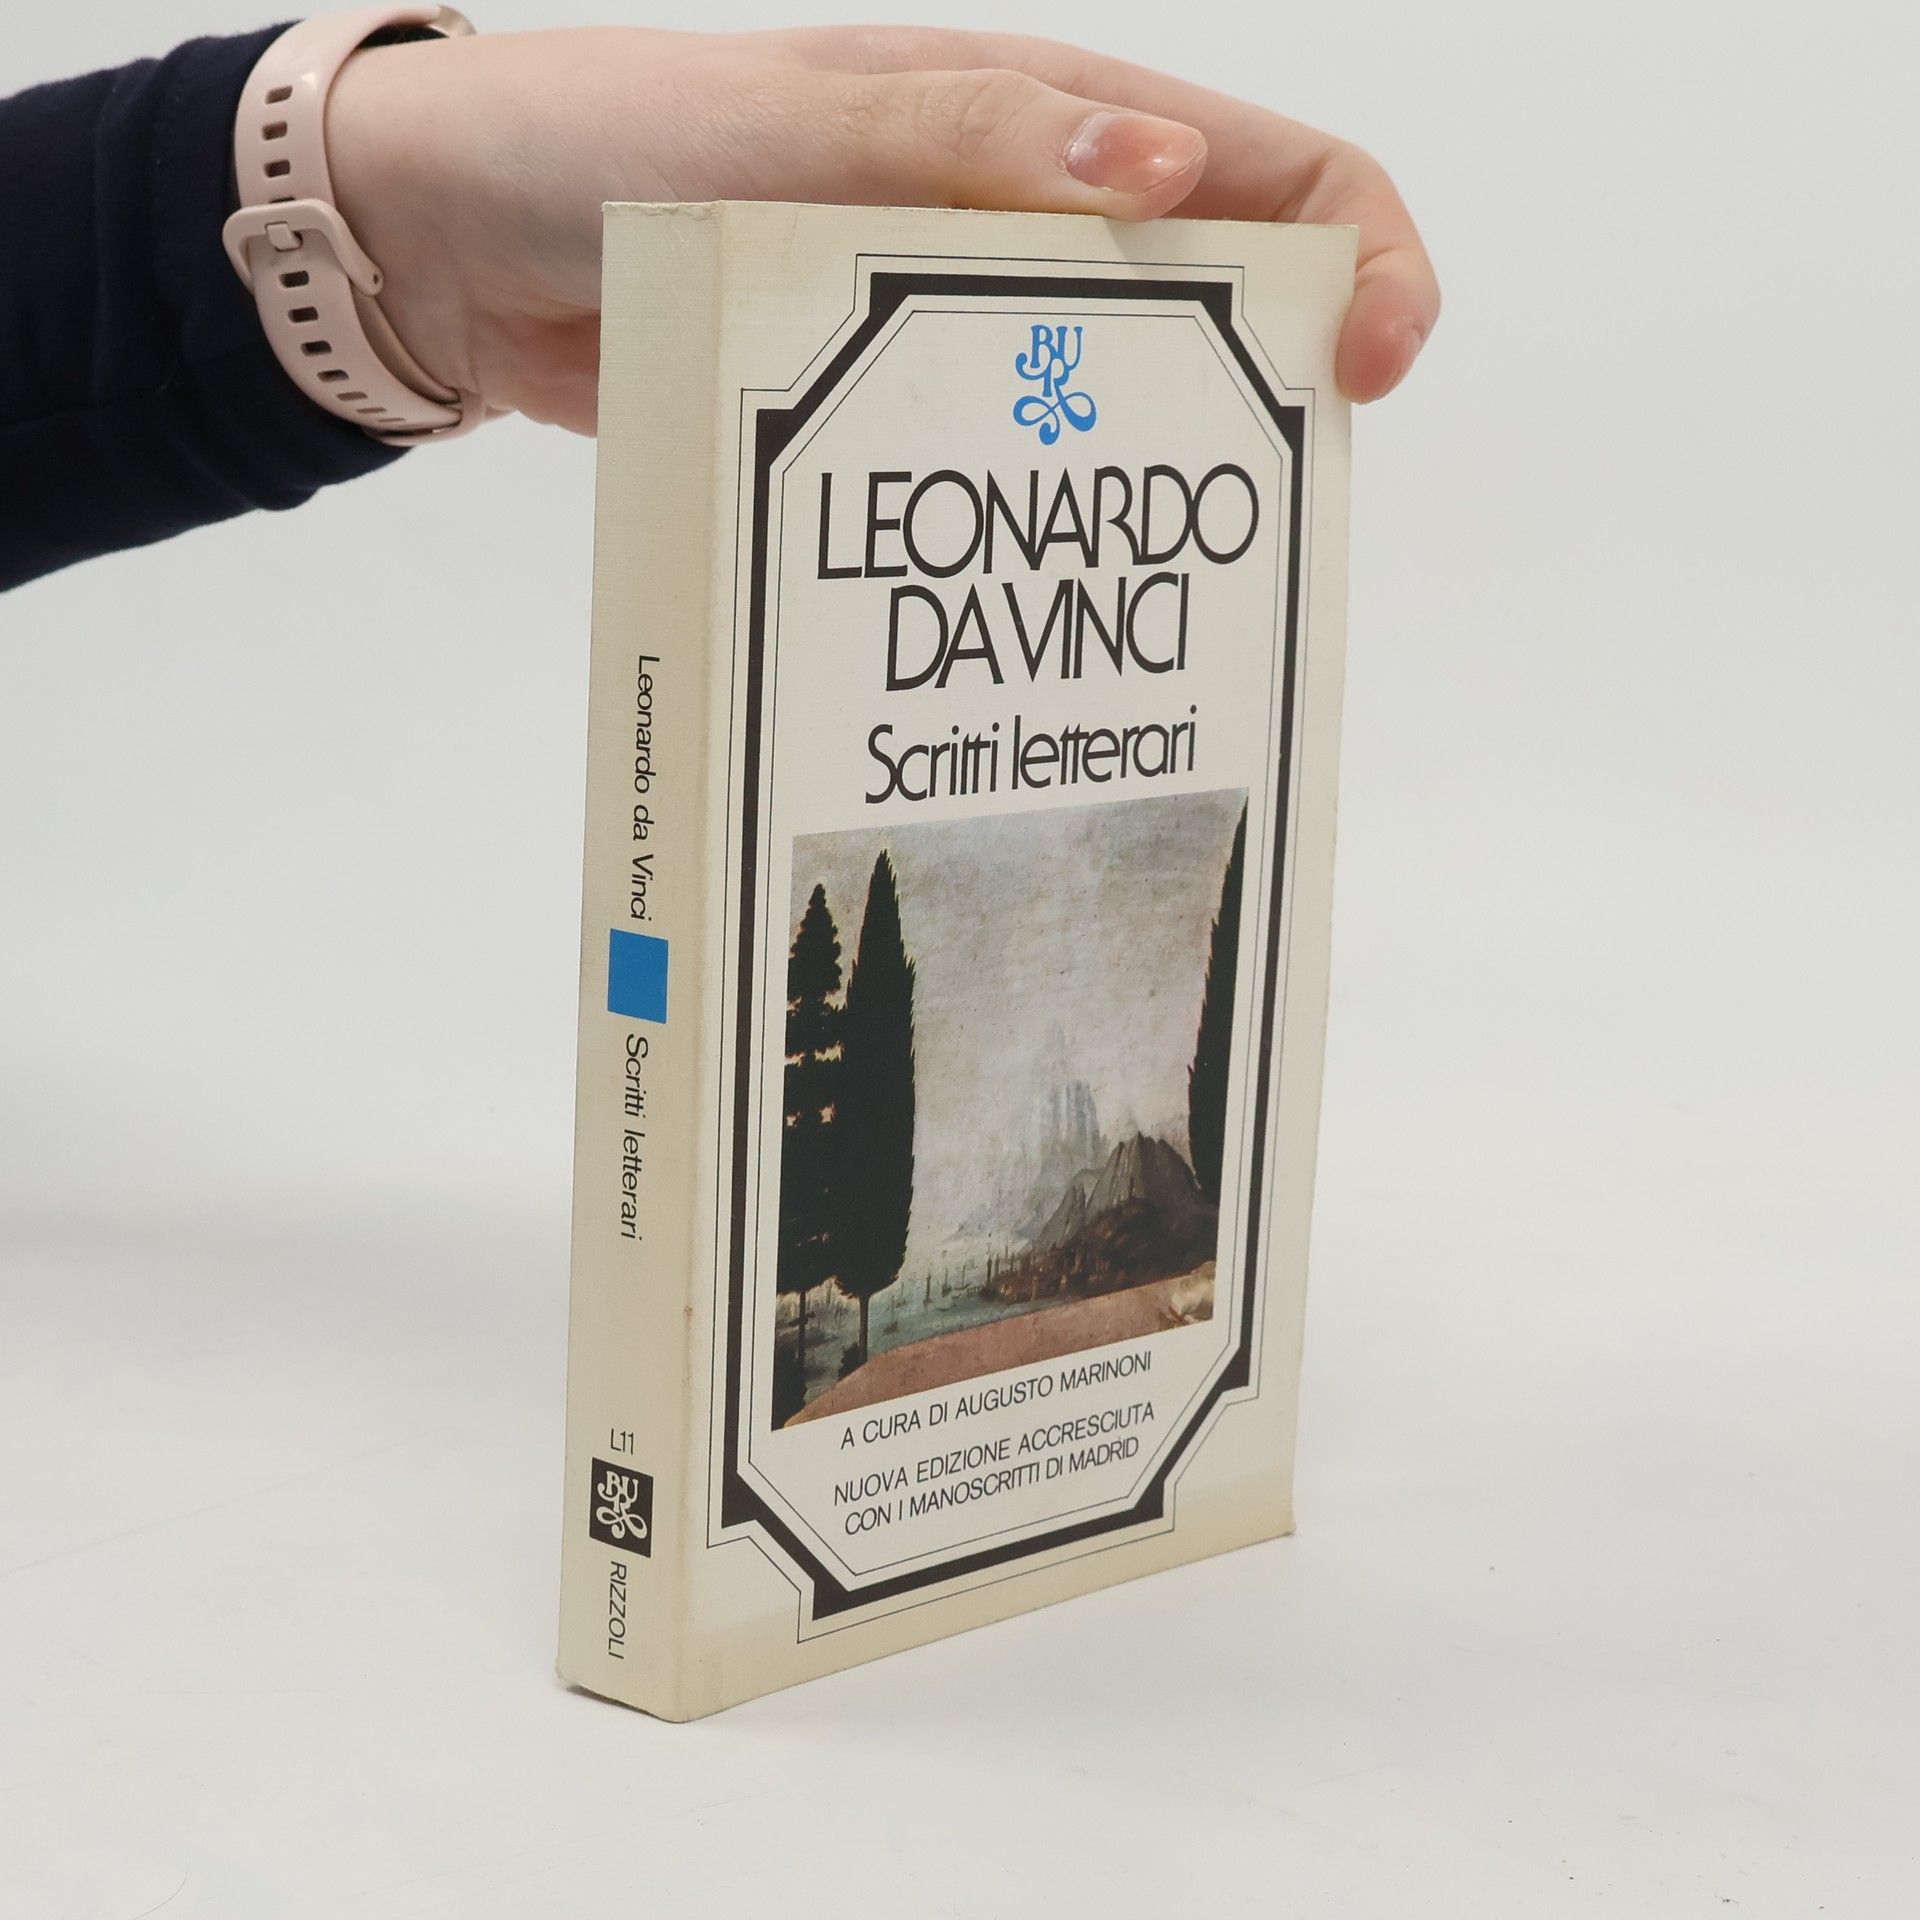 BUR
LEONARDO
DA VINCI
Scritti letterari
A CURA DI AUGUSTO MARINONI
NUOVA EDIZIONE ACCRESCIUTA
CON I MANOSCRITTI DI MADRID
Leonardo da Vinci Scritti letterari
L11
BUR
RIZZOLI